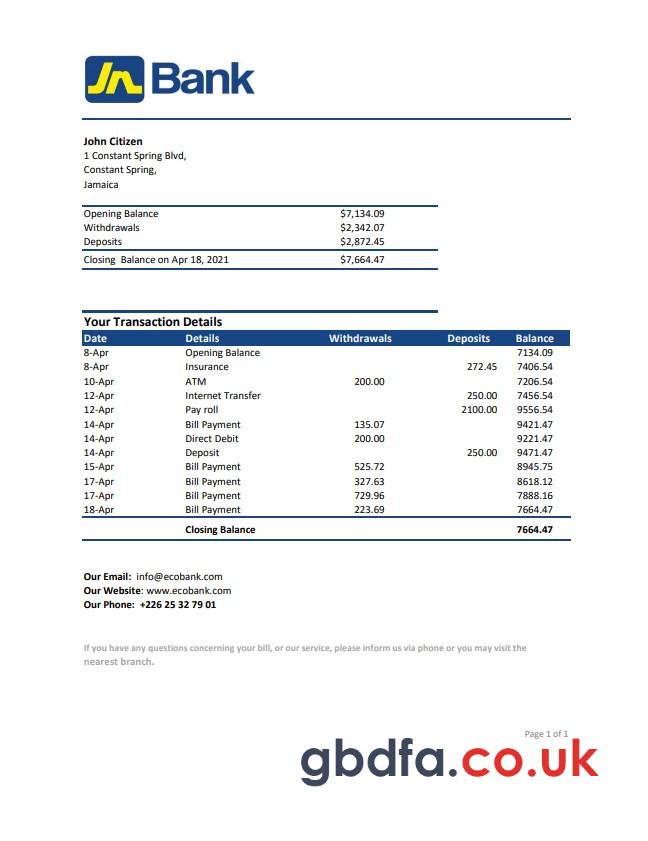 Jn Bank
John Citizen
1 Constant Spring Blvd,
Constant Spring,
Jamaica
Opening Balance $7,134.09
Withdrawals $2,342.07
Deposits $2,872.45
Closing Balance on Apr 18, 2021 $7,664.47
Your Transaction Details
Date Details Withdrawals Deposits Balance
8-Apr Opening Balance 7134.09
8-Apr Insurance 272.45 7406.54
10-Apr ATM 200.00 7206.54
12-Apr Internet Transfer 250.00 7456.54
12-Apr Pay roll 2100.00 9556.54
14-Apr Bill Payment 135.07 9421.47
14-Apr Direct Debit 200.00 9221.47
14-Apr Deposit 250.00 9471.47
15-Apr Bill Payment 525.72 8945.75
17-Apr Bill Payment 327.63 8618.12
17-Apr Bill Payment 729.96 7888.16
18-Apr Bill Payment 223.69 7664.47
Closing Balance 7664.47
Our Email: info@ecobank.com
Our Website: www.ecobank.com
Our Phone: +226 25 32 79 01
If you have any questions concerning your bill, or our service, please inform us via phone or you may visit the
nearest branch.
Page 1 of 1
gbdfa.co.uk